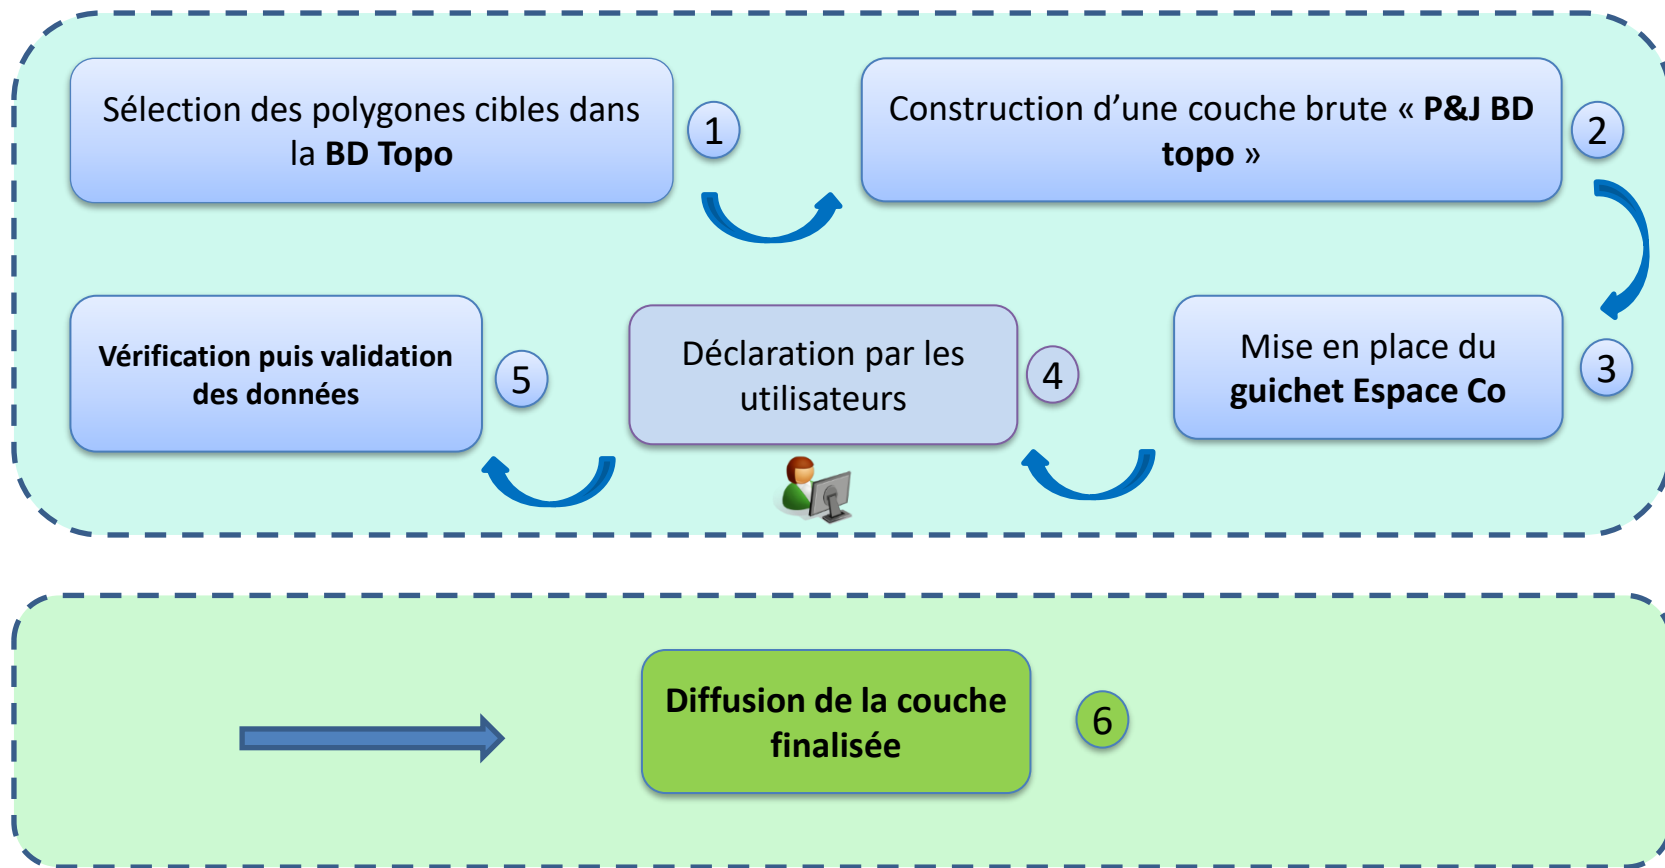 Sélection des polygones cibles dans
la BD Topo
1
Construction d’une couche brute « P&J BD
topo »
2
Mise en place du
guichet Espace Co
3
Déclaration par les
utilisateurs
4
Vérification puis validation
des données
5
Diffusion de la couche
finalisée
6